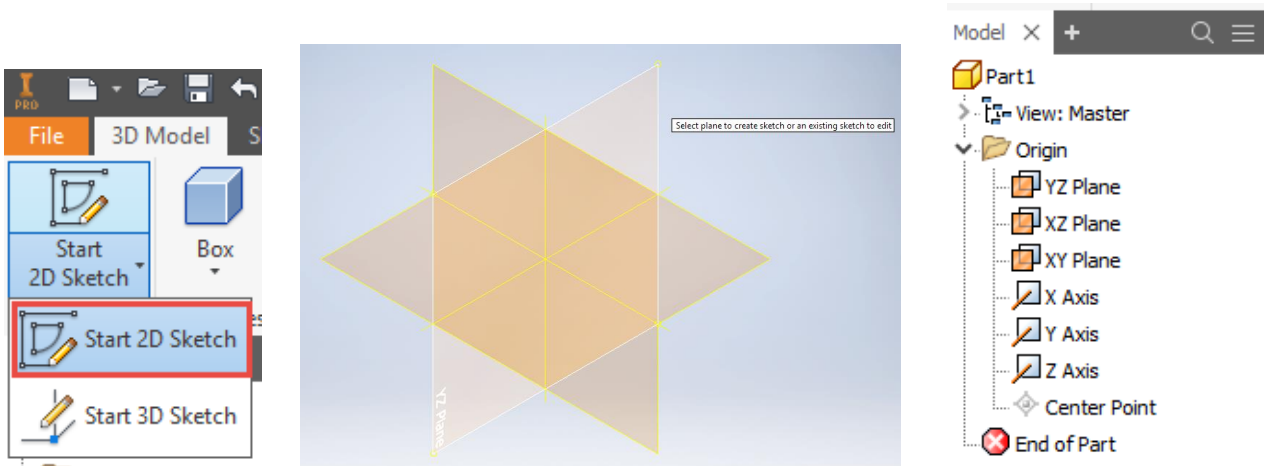 PRO
File
3D Model
S
Start
2D Sketch
Box
Start 2D Sketch
es
Start 3D Sketch
Select plane to create sketch or an existing sketch to edit
YZ Plane
Model
Part1
View: Master
Origin
YZ Plane
XZ Plane
XY Plane
X Axis
Y Axis
Z Axis
Center Point
End of Part